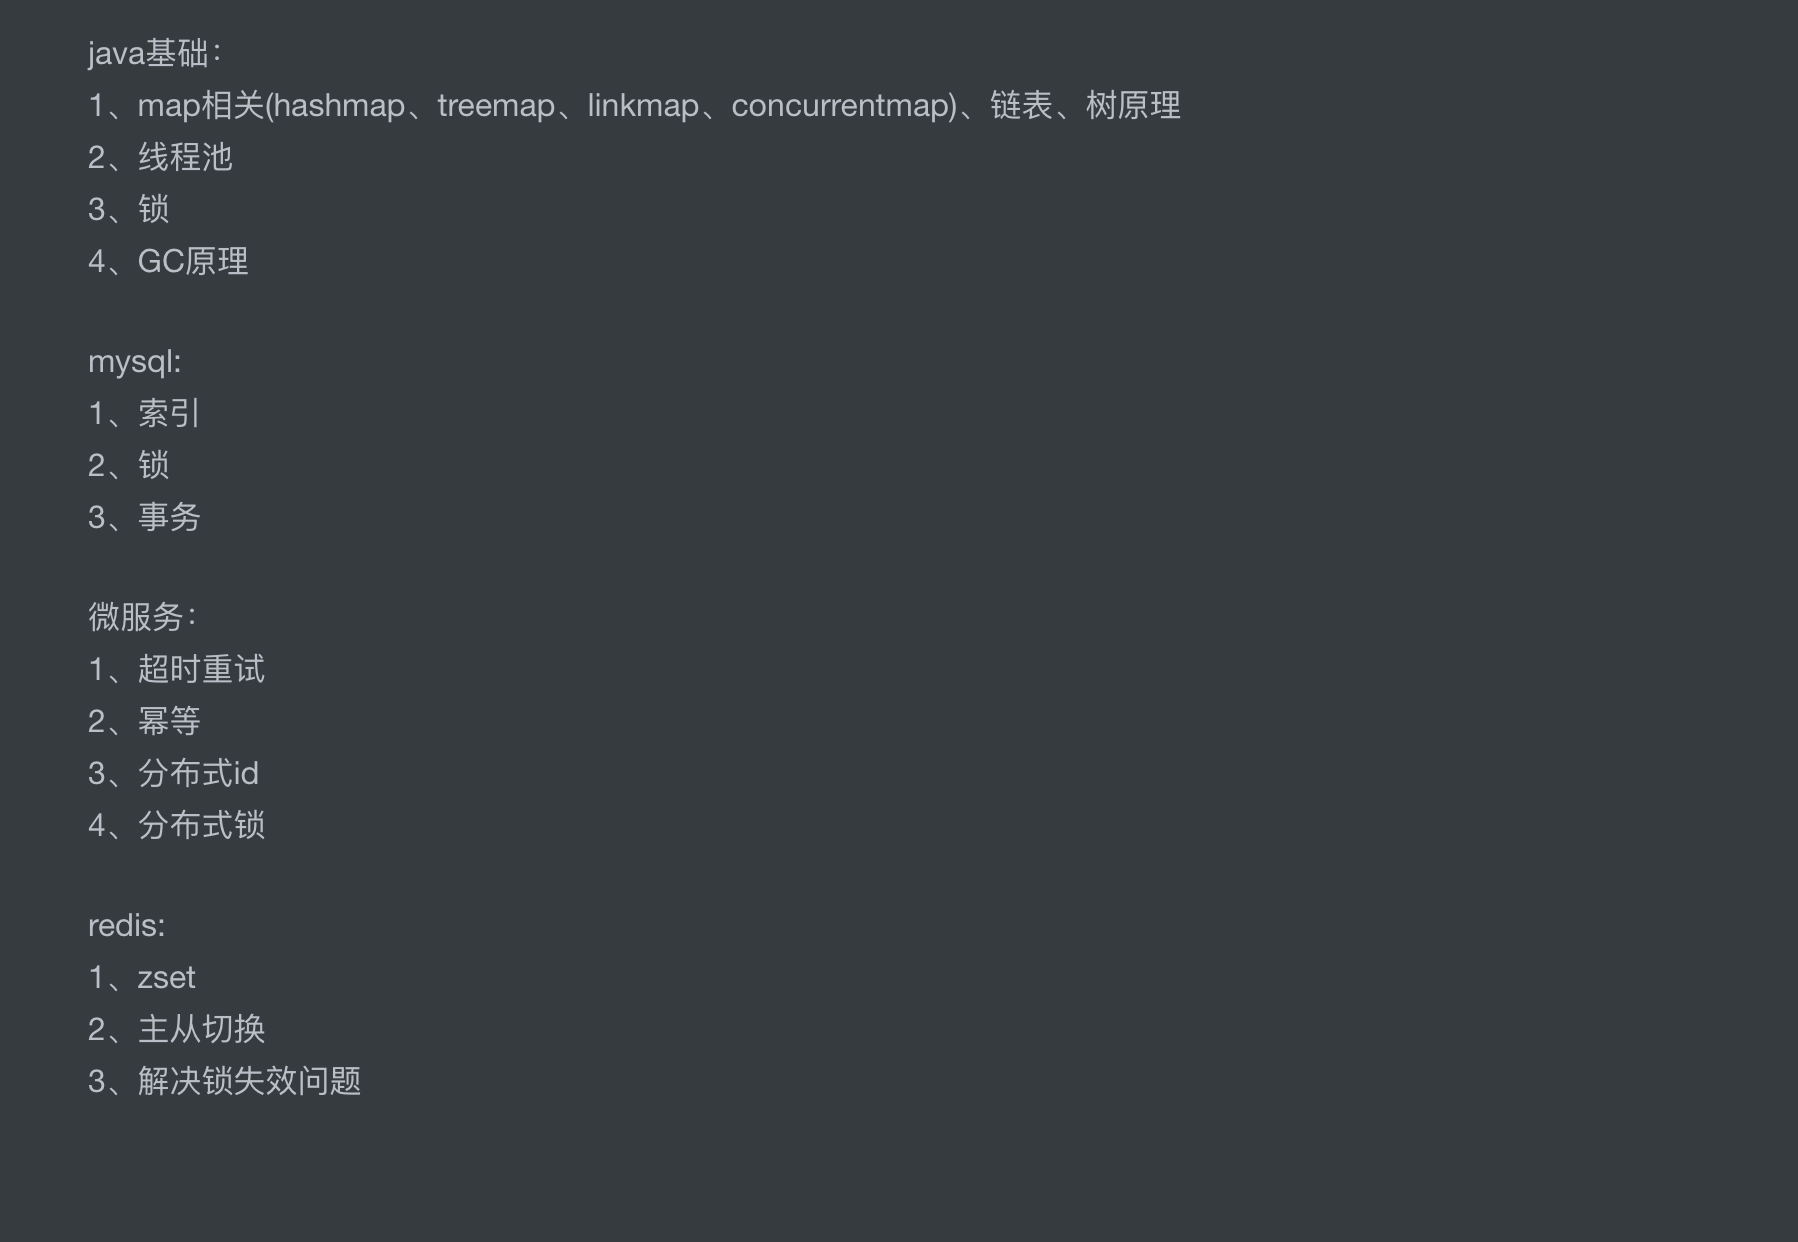 java基础：
1、map相关(hashmap、treemap、linkmap、concurrentmap)、链表、树原理
2、线程池
3、锁
4、GC原理
mysql:
1、索引
2、锁
3、事务
微服务：
1、超时重试
2、幂等
3、分布式id
4、分布式锁
redis:
1、zset
2、主从切换
3、解决锁失效问题